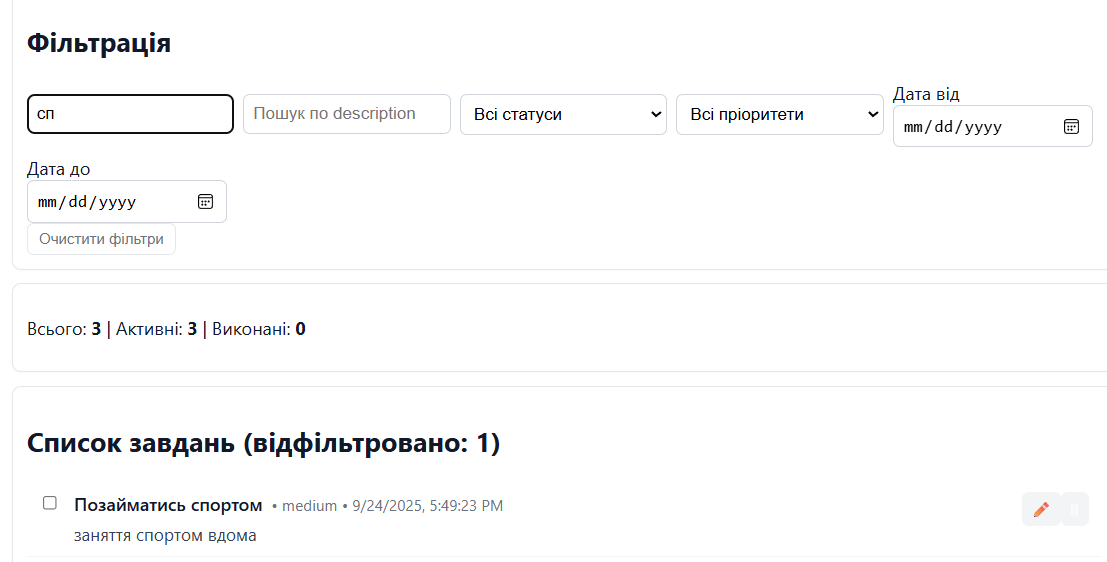 Фільтрація
Дата від
сп Пошук по description Всі статуси Всі пріоритети mm/dd/yyyy
Дата до
mm/dd/yyyy
Очистити фільтри
Всього: 3 | Активні: 3 | Виконані: 0
Список завдань (відфільтровано: 1)
Позайматись спортом • medium • 9/24/2025, 5:49:23 PM
заняття спортом вдома